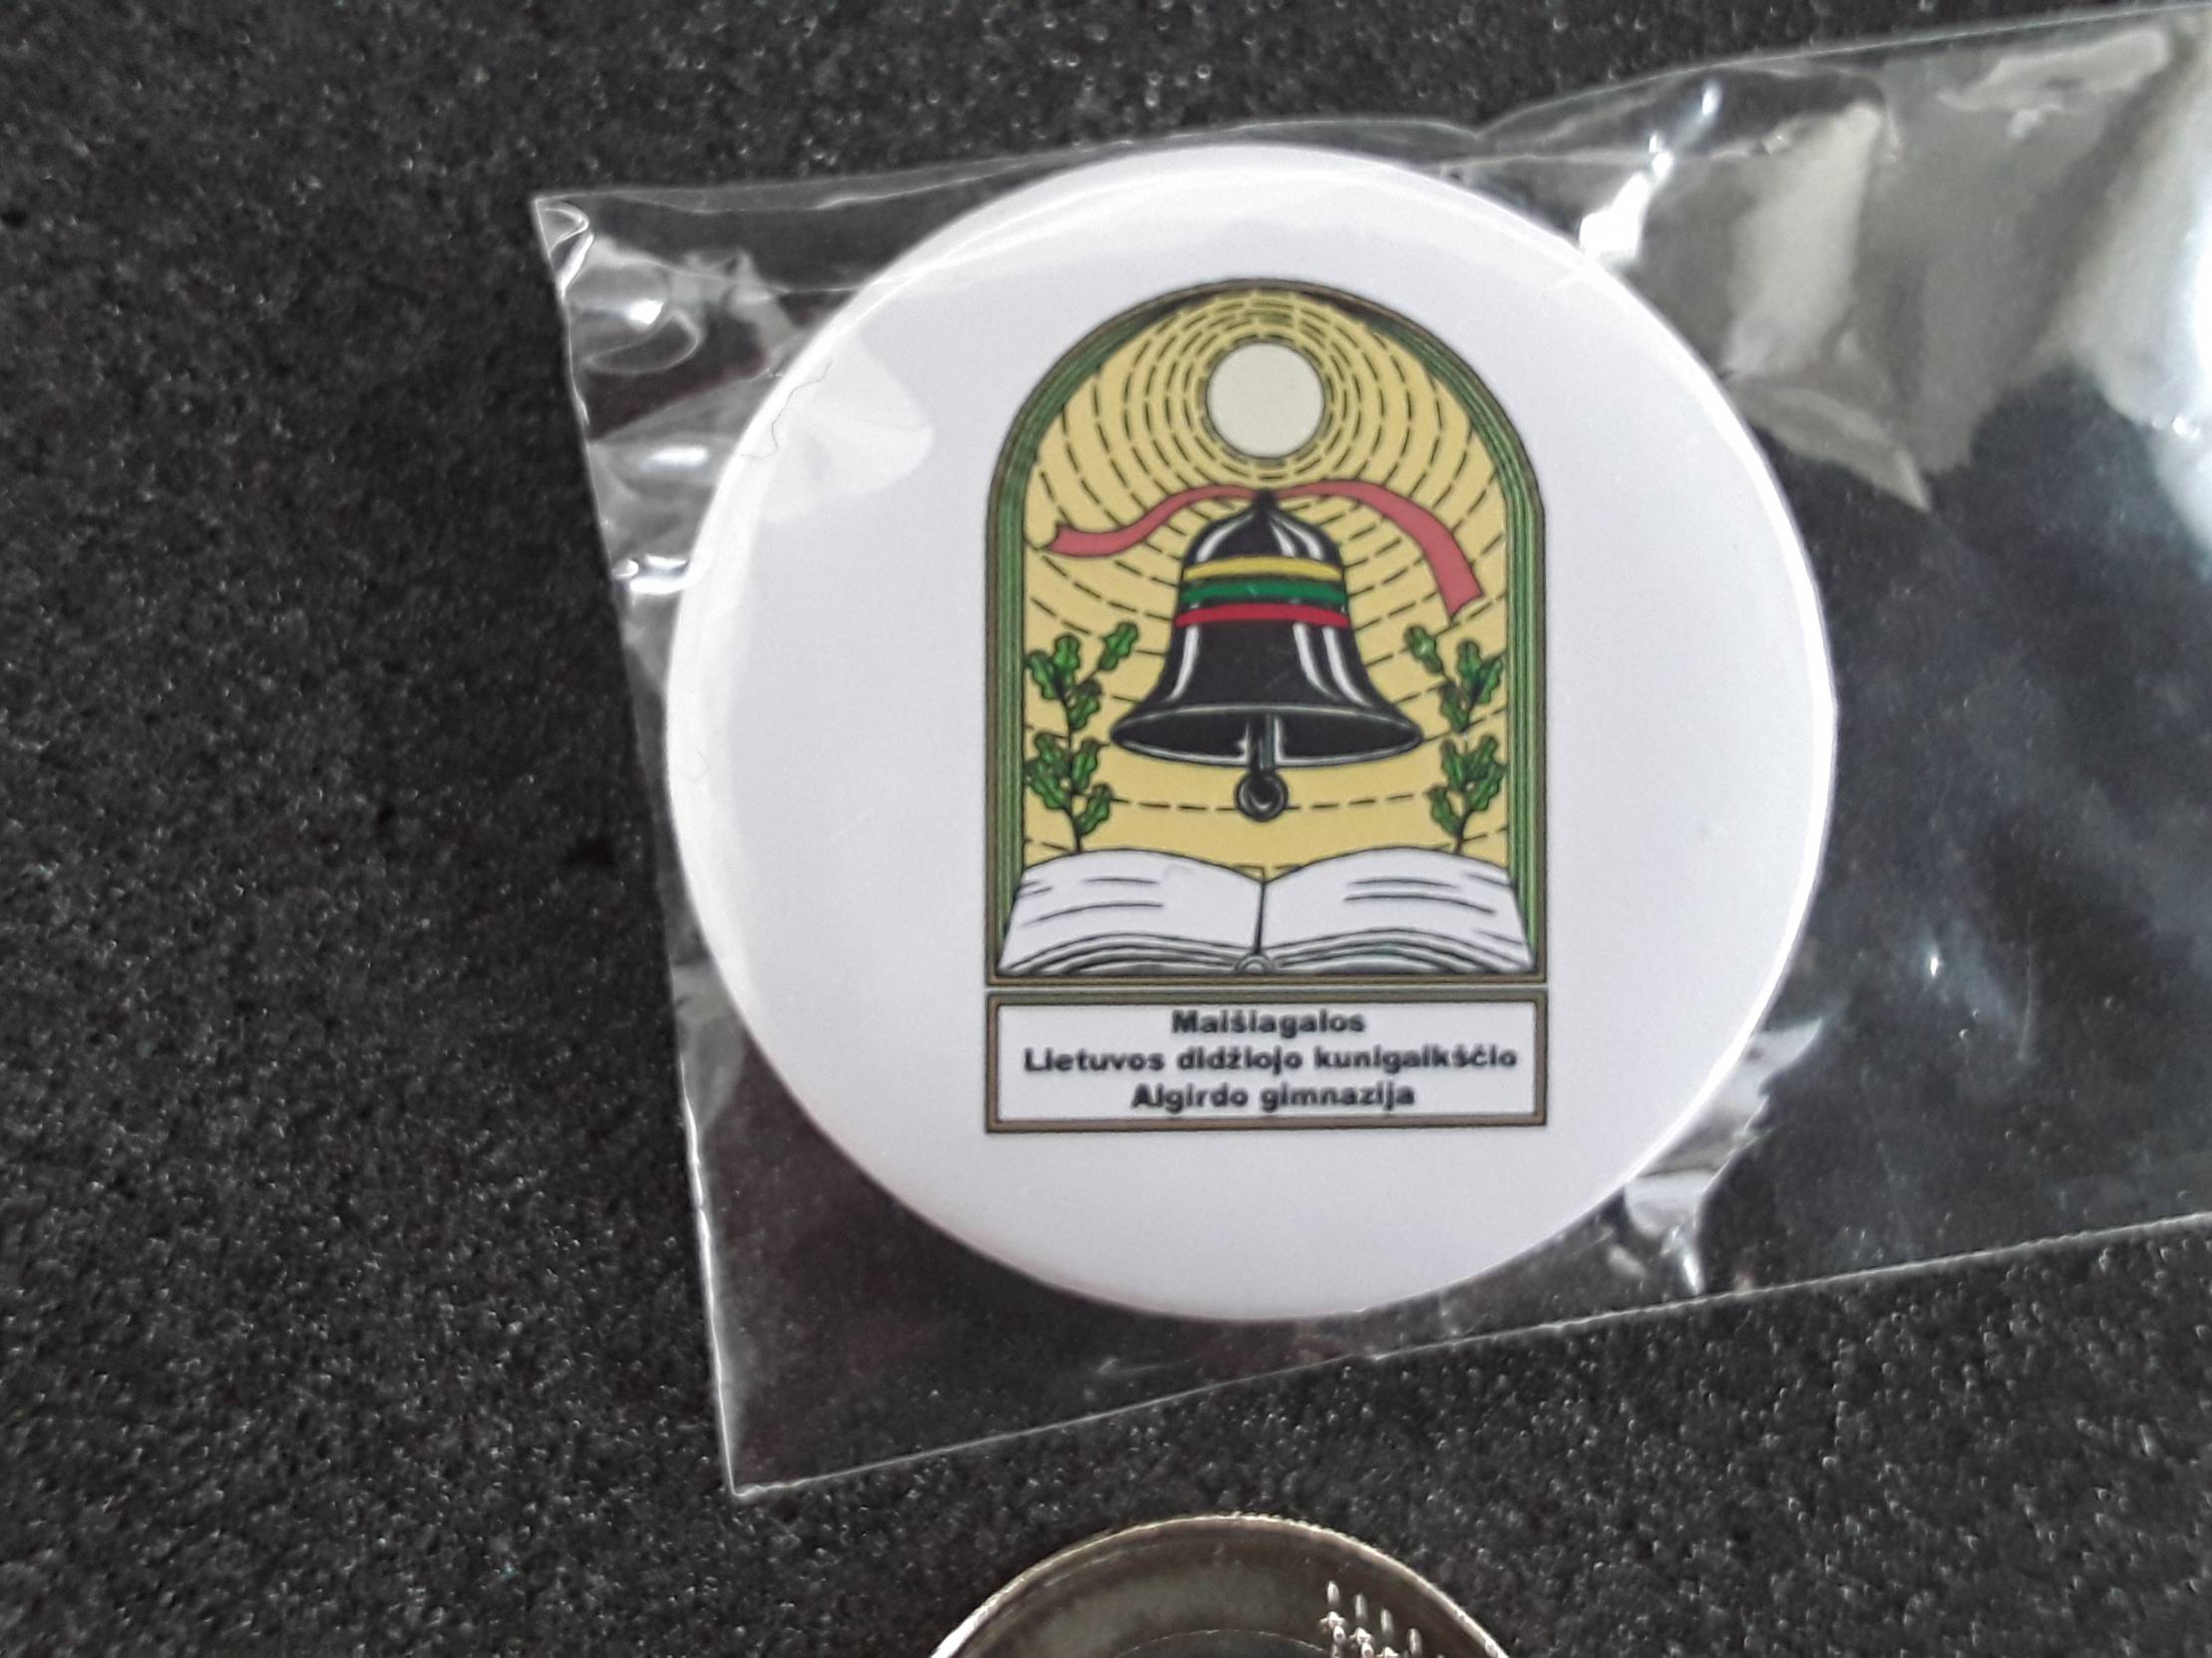 Maišiagalos
Lietuvos didžiojo kunigaikščio
Algirdo gimnazija